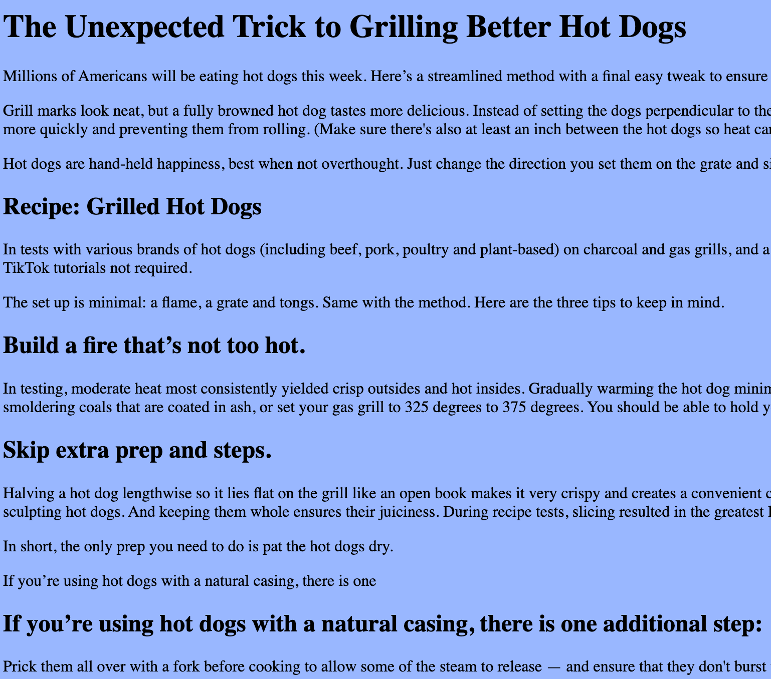 The Unexpected Trick to Grilling Better Hot Dogs
Millions of Americans will be eating hot dogs this week. Here’s a streamlined method with a final easy tweak to ensure
Grill marks look neat, but a fully browned hot dog tastes more delicious. Instead of setting the dogs perpendicular to the
more quickly and preventing them from rolling. (Make sure there's also at least an inch between the hot dogs so heat
Hot dogs are hand-held happiness, best when not overthought. Just change the direction you set them on the grate and
Recipe: Grilled Hot Dogs
In tests with various brands of hot dogs (including beef, pork, poultry and plant-based) on charcoal and gas grills, and a
TikTok tutorials not required.
The set up is minimal: a flame, a grate and tongs. Same with the method. Here are the three tips to keep in mind.
Build a fire that’s not too hot.
In testing, moderate heat most consistently yielded crisp outsides and hot insides. Gradually warming the hot dog
smoldering coals that are coated in ash, or set your gas grill to 325 degrees to 375 degrees. You should be able to hold
Skip extra prep and steps.
Halving a hot dog lengthwise so it lies flat on the grill like an open book makes it very crispy and creates a convenient
sculpting hot dogs. And keeping them whole ensures their juiciness. During recipe tests, slicing resulted in the greatest
In short, the only prep you need to do is pat the hot dogs dry.
If you’re using hot dogs with a natural casing, there is one
If you’re using hot dogs with a natural casing, there is one additional step:
Prick them all over with a fork before cooking to allow some of the steam to release — and ensure that they don't burst